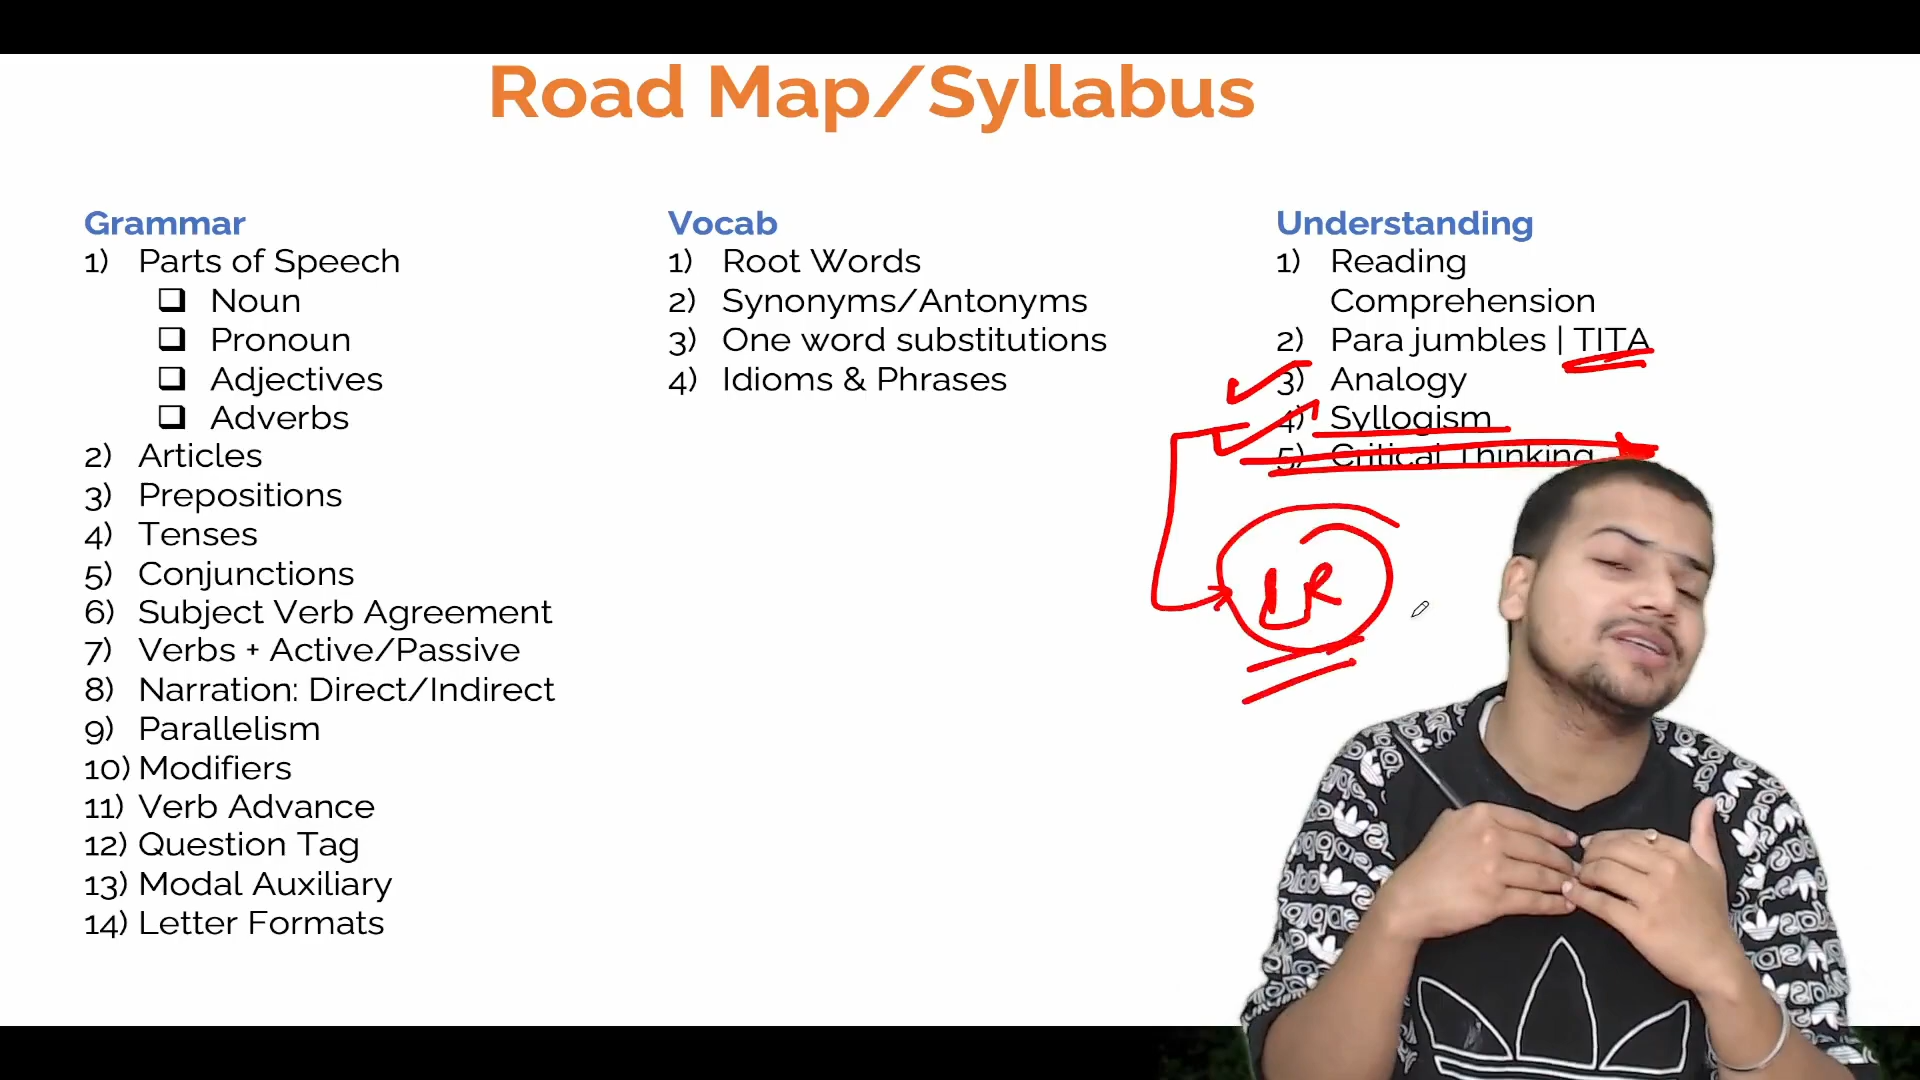 Road Map/Syllabus
Grammar
1) Parts of Speech
❑ Noun
❑ Pronoun
❑ Adjectives
❑ Adverbs
2) Articles
3) Prepositions
4) Tenses
5) Conjunctions
6) Subject Verb Agreement
7) Verbs + Active/Passive
8) Narration: Direct/Indirect
9) Parallelism
10) Modifiers
11) Verb Advance
12) Question Tag
13) Modal Auxiliary
14) Letter Formats
Vocab
1) Root Words
2) Synonyms/Antonyms
3) One word substitutions
4) Idioms & Phrases
Understanding
1) Reading
Comprehension
2) Para jumbles | TITA
3) Analogy
4) Syllogism
5) Critical Thinking
LR